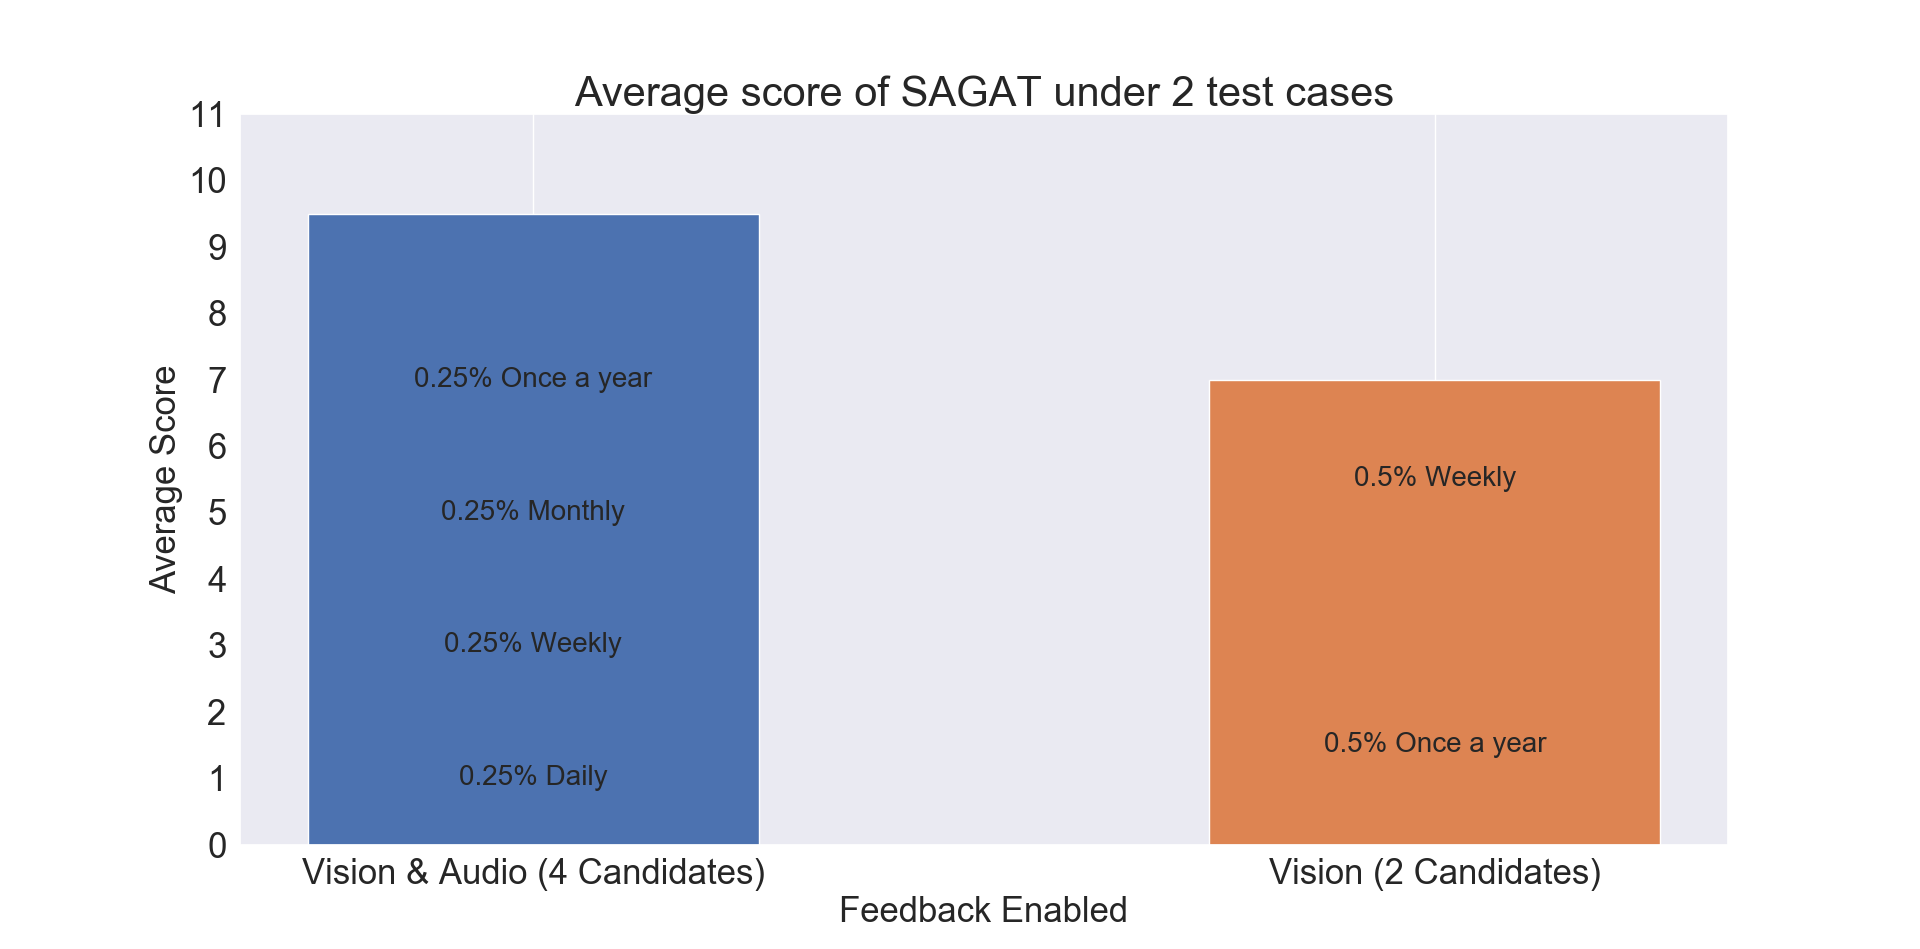 Average score of SAGAT under 2 test cases
Average Score
11
10
9
8
7
6
5
4
3
2
1
0
0.25% Once a year
0.25% Monthly
0.25% Weekly
0.25% Daily
0.5% Weekly
0.5% Once a year
Vision & Audio (4 Candidates)
Vision (2 Candidates)
Feedback Enabled